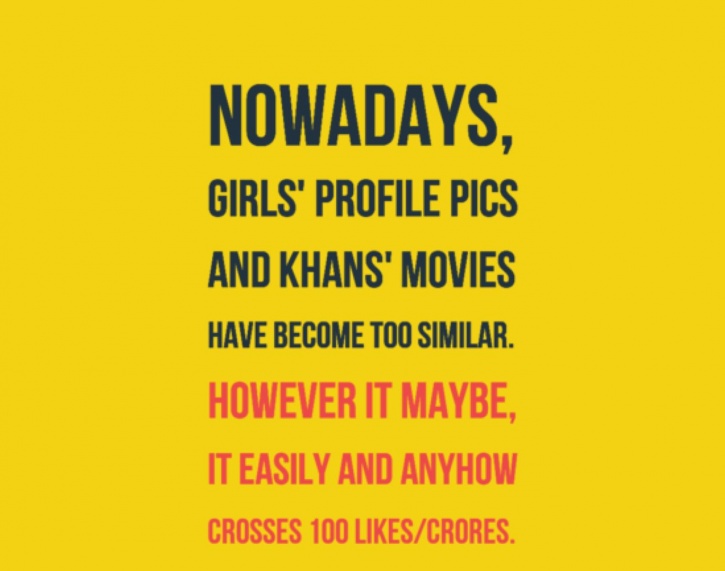 NOWADAYS,
GIRLS' PROFILE PICS
AND KHANS' MOVIES
HAVE BECOME TOO SIMILAR.
HOWEVER IT MAYBE,
IT EASILY AND ANYHOW
CROSSES 100 LIKES/CRORES.